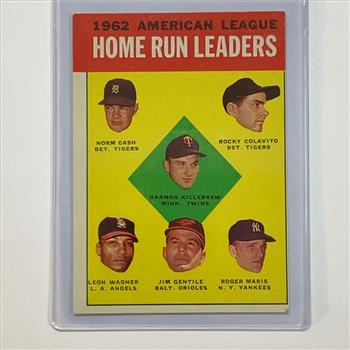 1962 AMERICAN LEAGUE
HOME RUN LEADERS
NORM CASH
DET. TIGERS
ROCKY COLAVITO
DET. TIGERS
HARMON KILLEBREW
MINN. TWINS
LEON WAGNER
L. A. ANGELS
JIM GENTILE
BALT. ORIOLES
ROGER MARIS
N. Y. YANKEES